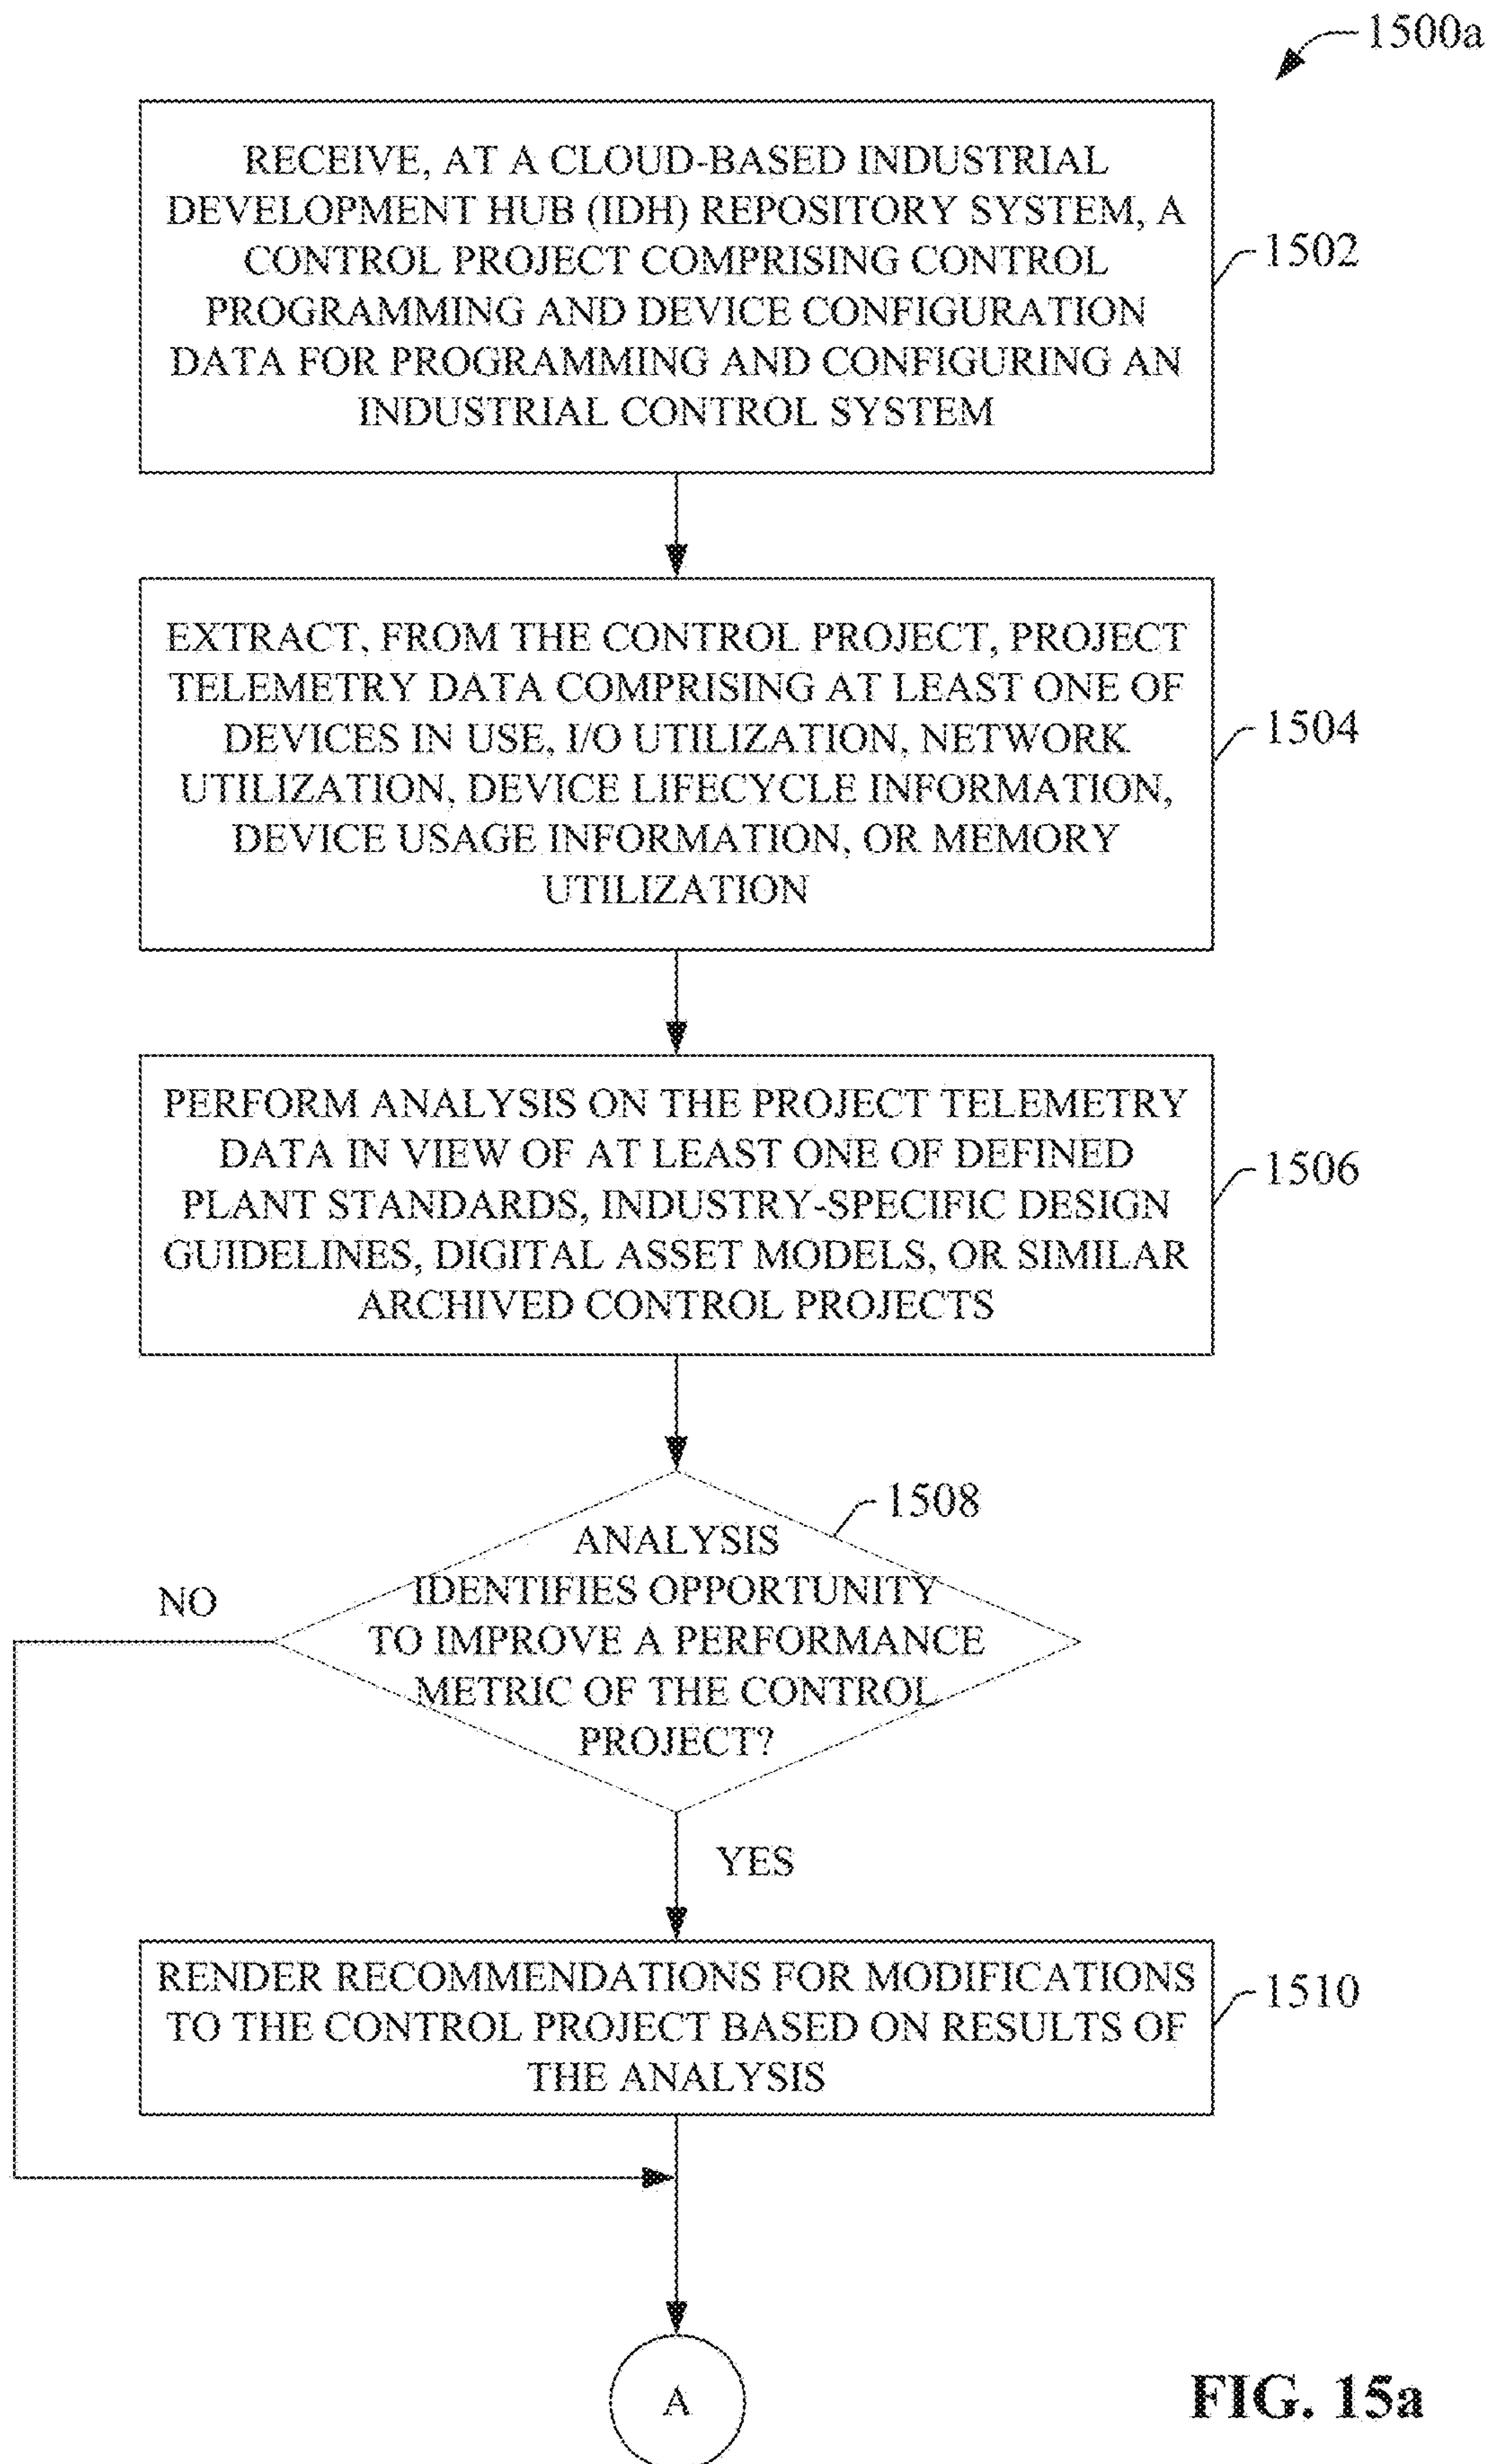 1500a
RECEIVE, AT A CLOUD-BASED INDUSTRIAL
DEVELOPMENT HUB (IDH) REPOSITORY SYSTEM, A
CONTROL PROJECT COMPRISING CONTROL
PROGRAMMING AND DEVICE CONFIGURATION
DATA FOR PROGRAMMING AND CONFIGURING AN
INDUSTRIAL CONTROL SYSTEM
1502
EXTRACT, FROM THE CONTROL PROJECT, PROJECT
TELEMETRY DATA COMPRISING AT LEAST ONE OF
DEVICES IN USE, I/O UTILIZATION, NETWORK
UTILIZATION, DEVICE LIFECYCLE INFORMATION,
DEVICE USAGE INFORMATION, OR MEMORY
UTILIZATION
1504
PERFORM ANALYSIS ON THE PROJECT TELEMETRY
DATA IN VIEW OF AT LEAST ONE OF DEFINED
PLANT STANDARDS, INDUSTRY-SPECIFIC DESIGN
GUIDELINES, DIGITAL ASSET MODELS, OR SIMILAR
ARCHIVED CONTROL PROJECTS
1506
1508
ANALYSIS
IDENTIFIES OPPORTUNITY
TO IMPROVE A PERFORMANCE
METRIC OF THE CONTROL
PROJECT?
NO
YES
RENDER RECOMMENDATIONS FOR MODIFICATIONS
TO THE CONTROL PROJECT BASED ON RESULTS OF
THE ANALYSIS
1510
A
FIG. 15a